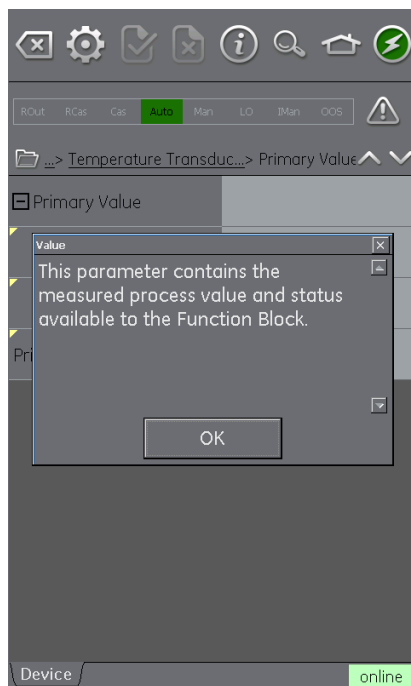 ROut RCas Cas Auto Man LO IMan OOS
...> Temperature Transduc...> Primary Value
Primary Value
Value
This parameter contains the
measured process value and status
available to the Function Block.
Pri
OK
Device
online